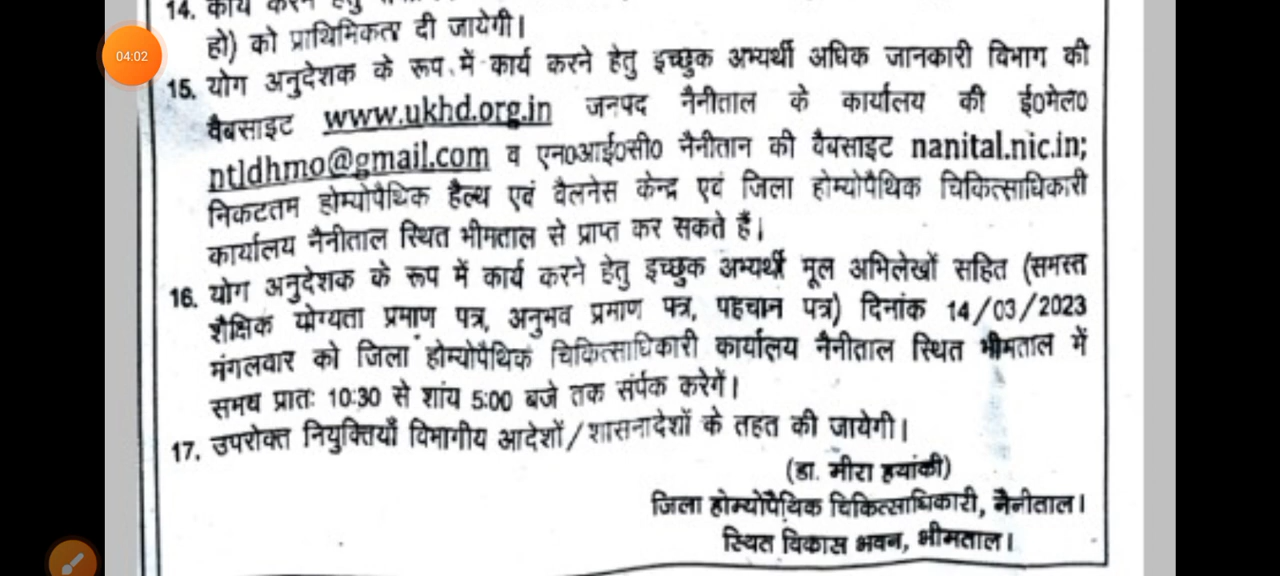 04:02
14. कार्य करने हेतु
हो) को प्राथिमिकता दी जायेगी।
15. योग अनुदेशक के रूप में कार्य करने हेतु इच्छुक अभ्यर्थी अधिक जानकारी विभाग की
वैबसाइट www.ukhd.org.in जनपद नैनीताल के कार्यालय की ई0मेल0
ntldhmo@gmail.com व एन0आई0सी0 नैनीतान की वैबसाइट nanital.nic.in;
निकटतम होम्योपैथिक हैल्थ एवं वैलनेस केन्द्र एवं जिला होम्योपैथिक चिकित्साधिकारी
कार्यालय नैनीताल स्थित भीमताल से प्राप्त कर सकते हैं।
16. योग अनुदेशक के रूप में कार्य करने हेतु इच्छुक अभ्यर्थी मूल अभिलेखों सहित (समस्त
शैक्षिक योग्यता प्रमाण पत्र, अनुभव प्रमाण पत्र, पहचान पत्र) दिनांक 14/03/2023
मंगलवार को जिला होम्योपैथिक चिकित्साधिकारी कार्यालय नैनीताल स्थित भीमताल में
समय प्रातः 10:30 से शांय 5:00 बजे तक संर्पक करेगें।
17. उपरोक्त नियुक्तियाँ विभागीय आदेशों/शासनादेशों के तहत की जायेगी।
(डा. मीरा हयांकी)
जिला होम्योपैथिक चिकित्साधिकारी, नैनीताल।
स्थित विकास भवन, भीमताल।